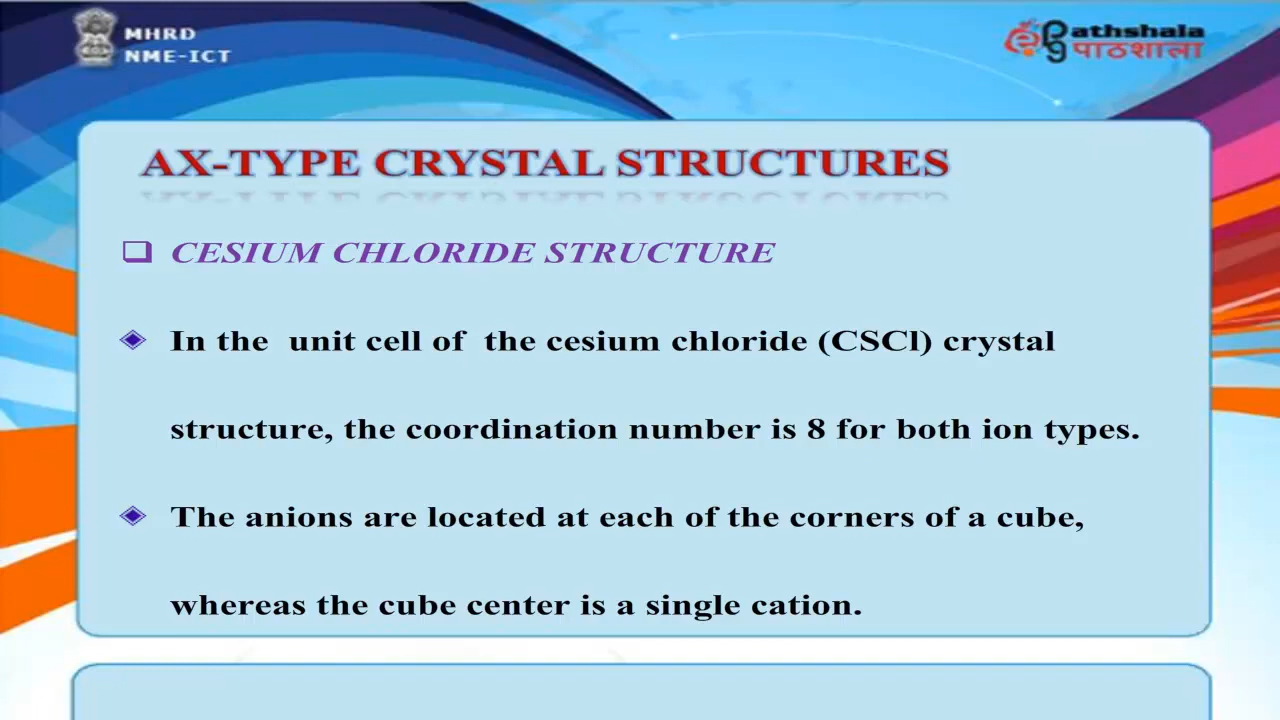 MHRD
NME-ICT
athshala
पाठशाला
AX-TYPE CRYSTAL STRUCTURES
CESIUM CHLORIDE STRUCTURE
In the unit cell of the cesium chloride (CSCl) crystal
structure, the coordination number is 8 for both ion types.
The anions are located at each of the corners of a cube,
whereas the cube center is a single cation.